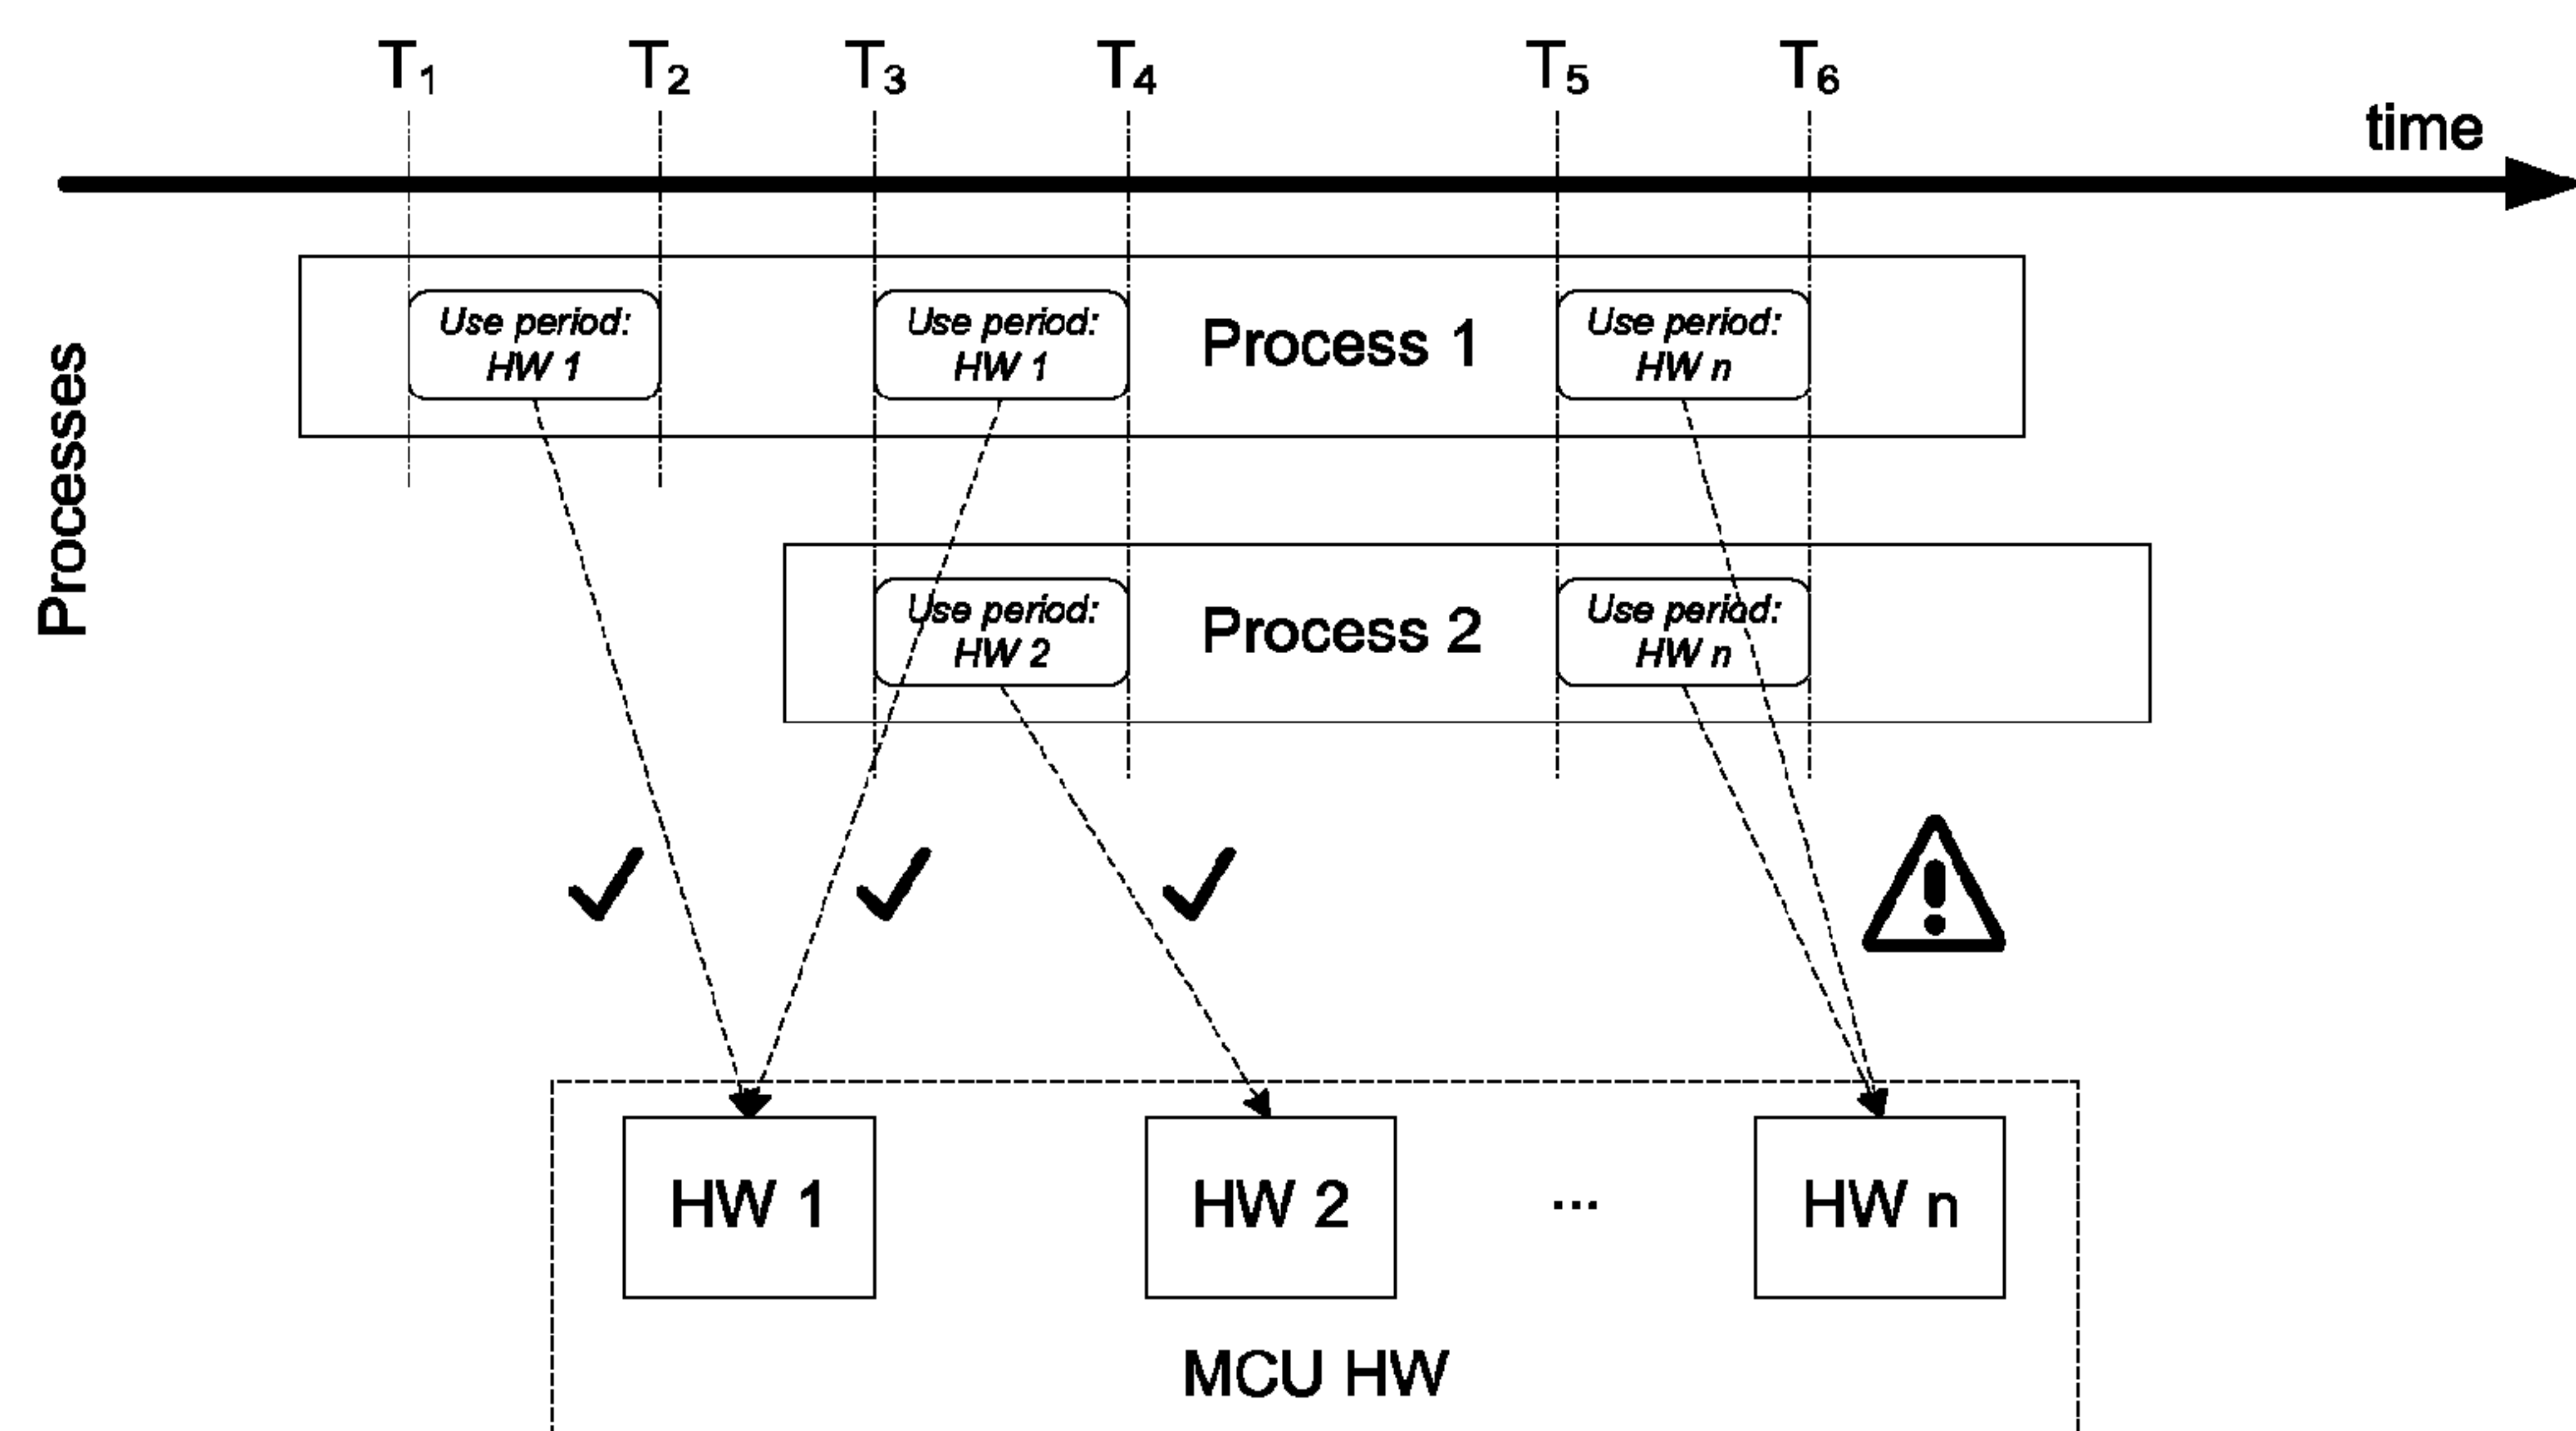 T1 T2 T3 T4 T5 T6
time
Processes
Use period:
HW 1
Use period:
HW 1
Process 1
Use period:
HW n
Use period:
HW 2
Process 2
Use period:
HW n
HW 1
HW 2
...
HW n
MCU HW